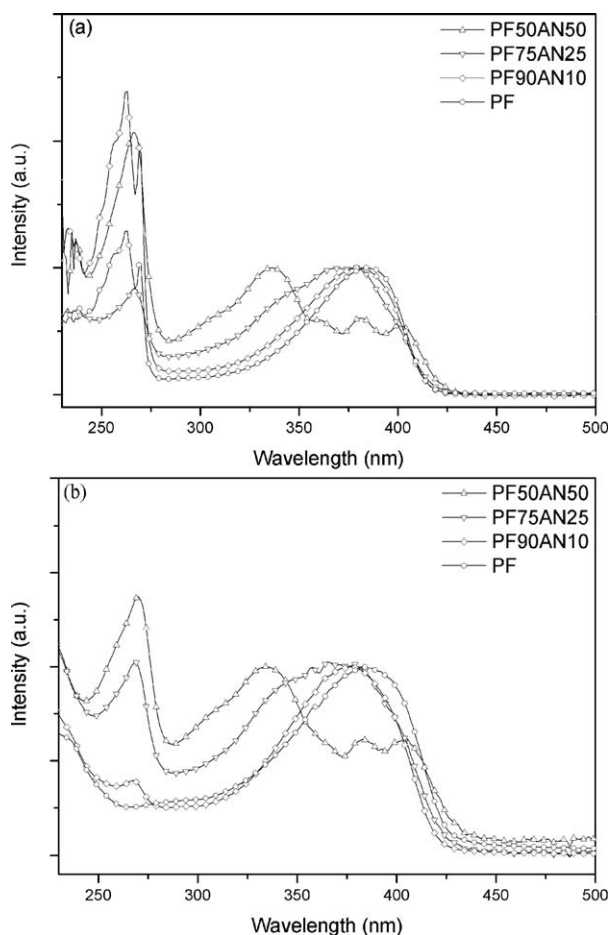 (a)
PF50AN50
PF75AN25
PF90AN10
PF
Intensity (a.u.)
250 300 350 400 450 500
Wavelength (nm)
(b)
PF50AN50
PF75AN25
PF90AN10
PF
Intensity (a.u.)
250 300 350 400 450 500
Wavelength (nm)